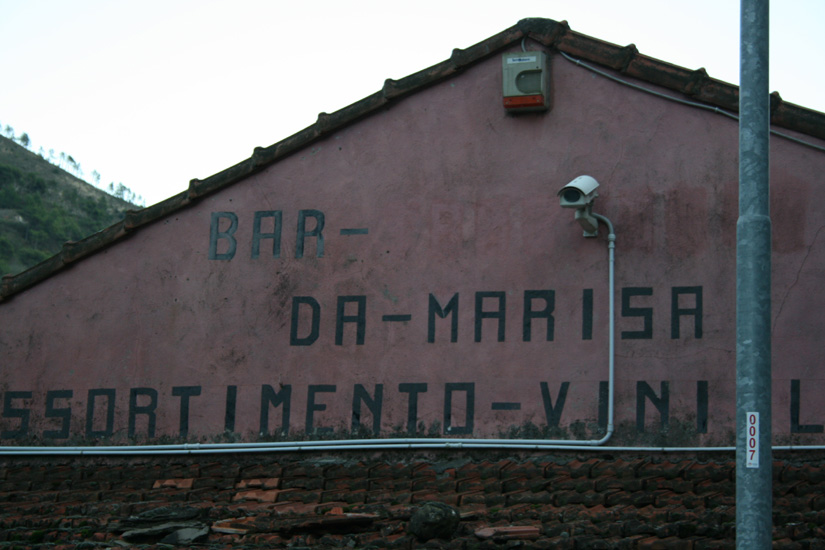 BAR-
DA-MARISA
SSORTIMENTO-VINI L
0007